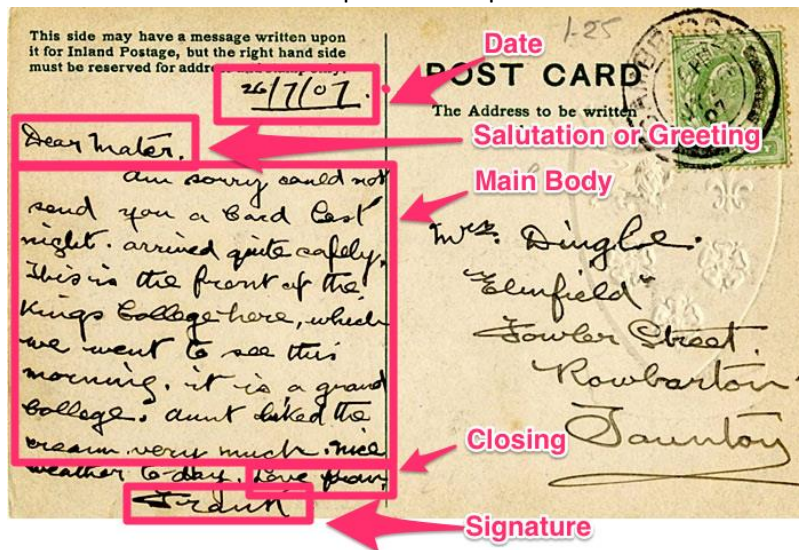 This side may have a message written upon
it for Inland Postage, but the right hand side
must be reserved for address and stamp only.
26/7/07.
Dear Mater.
am sorry could not
send you a Card last
night. arrived quite safely.
This is the front of the
Kings College here, which
we went to see this
morning. it is a grand
College. Aunt liked the
cream very much. nice
weather to-day. Love from
Frank
1-25
POST CARD
The Address to be written
Mrs. Dingle.
"Elmfield"
Fowler Street.
Rowbarton
Taunton
Date
Salutation or Greeting
Main Body
Closing
Signature